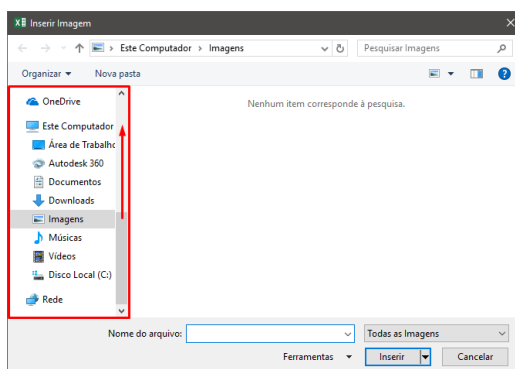 Inserir Imagem
Este Computador > Imagens
Pesquisar Imagens
Organizar
Nova pasta
OneDrive
Este Computador
Área de Trabalho
Autodesk 360
Documentos
Downloads
Imagens
Músicas
Vídeos
Disco Local (C:)
Rede
Nenhum item corresponde à pesquisa.
Nome do arquivo:
Todas as Imagens
Ferramentas
Inserir
Cancelar